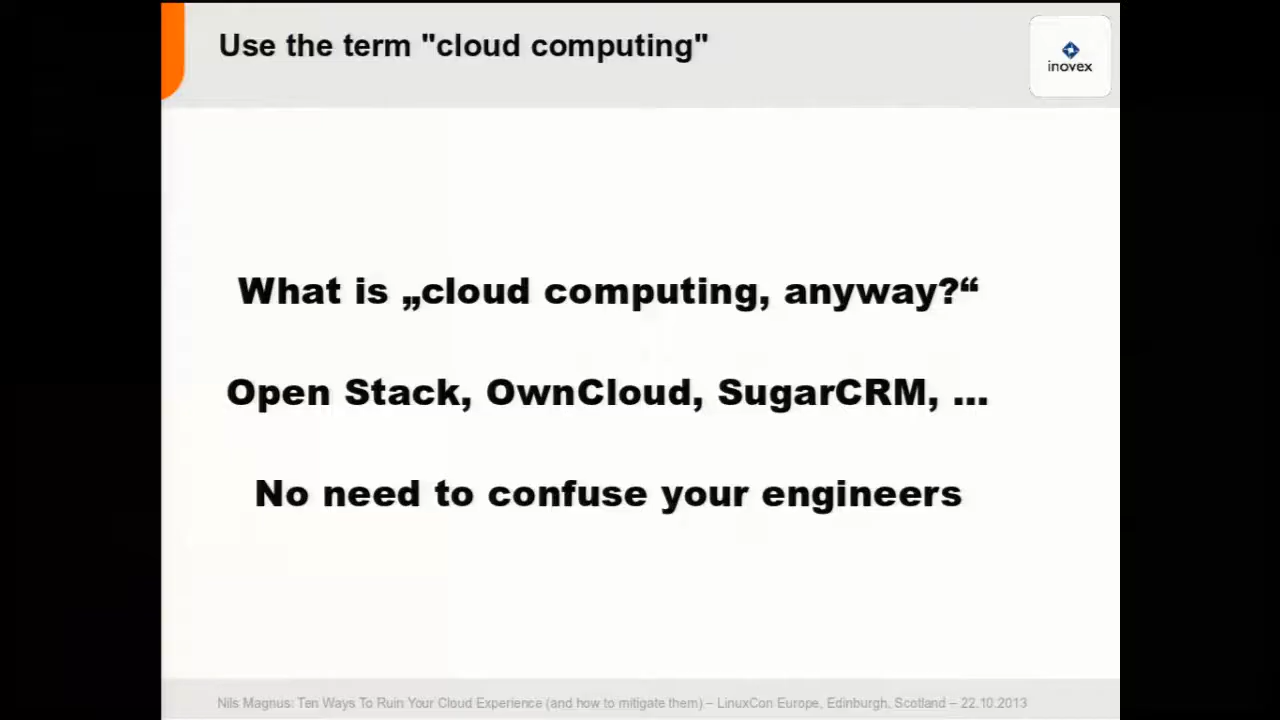 Use the term "cloud computing"
inovex
What is „cloud computing, anyway?“
Open Stack, OwnCloud, SugarCRM, ...
No need to confuse your engineers
Nils Magnus: Ten Ways To Ruin Your Cloud Experience (and how to mitigate them) – LinuxCon Europe, Edinburgh, Scotland – 22.10.2013